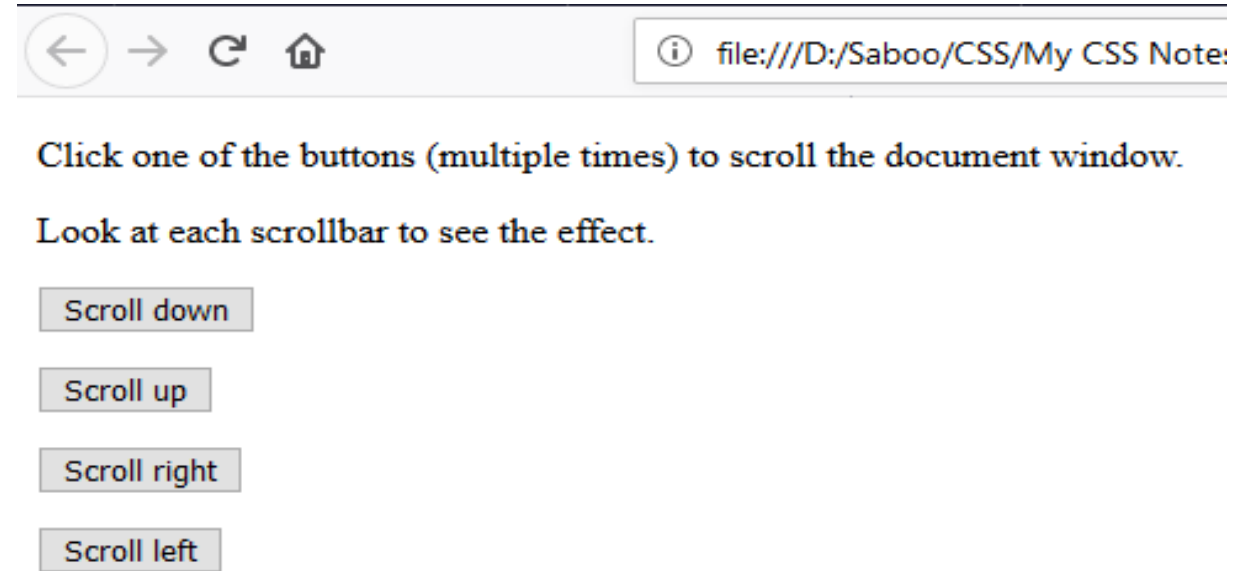 file:///D:/Saboo/CSS/My CSS Notes
Click one of the buttons (multiple times) to scroll the document window.
Look at each scrollbar to see the effect.
Scroll down
Scroll up
Scroll right
Scroll left